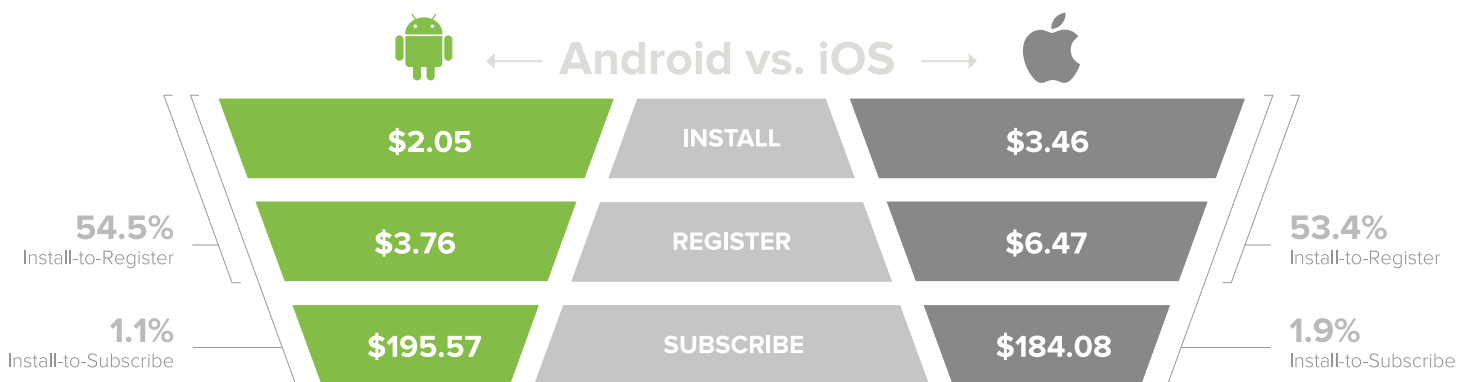 Android vs. iOS
$2.05 INSTALL $3.46
54.5%
Install-to-Register
$3.76 REGISTER $6.47
53.4%
Install-to-Register
1.1%
Install-to-Subscribe
$195.57 SUBSCRIBE $184.08
1.9%
Install-to-Subscribe